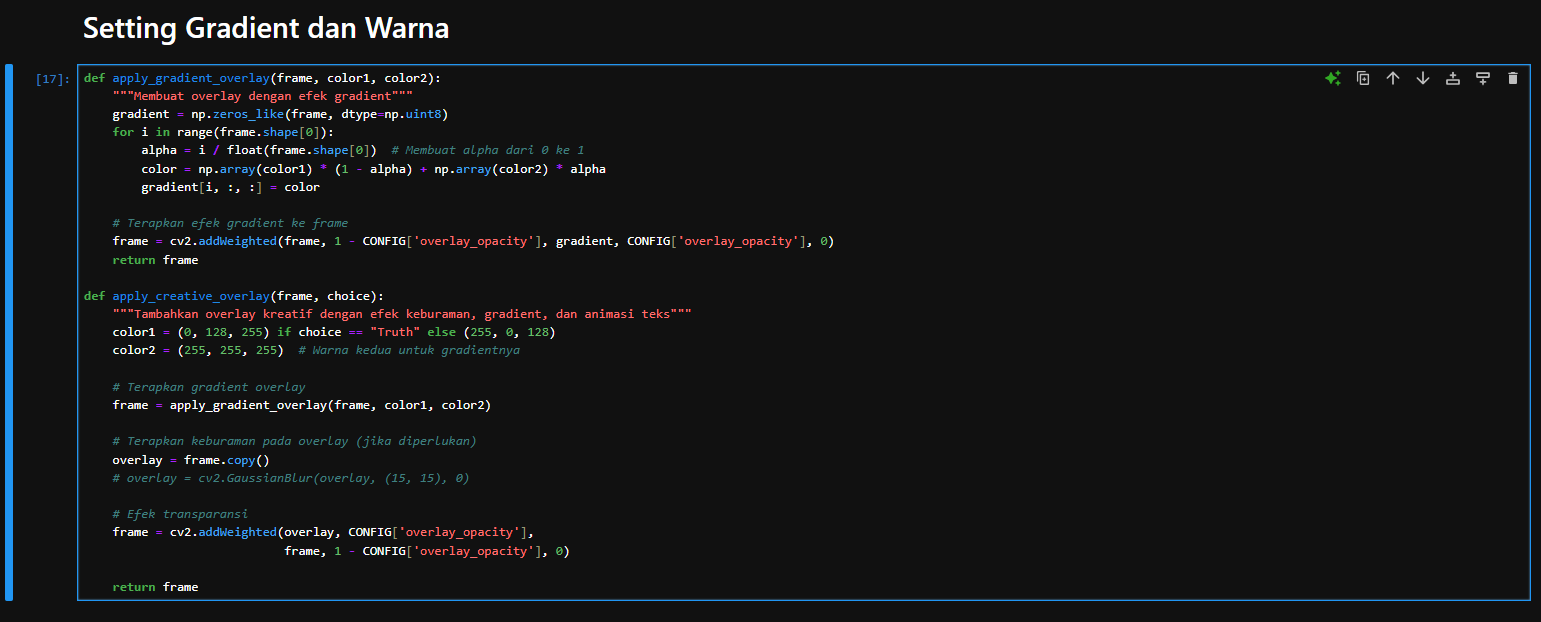 Setting Gradient dan Warna
[17]:
def apply_gradient_overlay(frame, color1, color2):
    """Membuat overlay dengan efek gradient"""
    gradient = np.zeros_like(frame, dtype=np.uint8)
    for i in range(frame.shape[0]):
        alpha = i / float(frame.shape[0])  # Membuat alpha dari 0 ke 1
        color = np.array(color1) * (1 - alpha) + np.array(color2) * alpha
        gradient[i, :, :] = color

    # Terapkan efek gradient ke frame
    frame = cv2.addWeighted(frame, 1 - CONFIG['overlay_opacity'], gradient, CONFIG['overlay_opacity'], 0)
    return frame

def apply_creative_overlay(frame, choice):
    """Tambahkan overlay kreatif dengan efek keburaman, gradient, dan animasi teks"""
    color1 = (0, 128, 255) if choice == "Truth" else (255, 0, 128)
    color2 = (255, 255, 255)  # Warna kedua untuk gradientnya

    # Terapkan gradient overlay
    frame = apply_gradient_overlay(frame, color1, color2)

    # Terapkan keburaman pada overlay (jika diperlukan)
    overlay = frame.copy()
    # overlay = cv2.GaussianBlur(overlay, (15, 15), 0)

    # Efek transparansi
    frame = cv2.addWeighted(overlay, CONFIG['overlay_opacity'],
                            frame, 1 - CONFIG['overlay_opacity'], 0)

    return frame